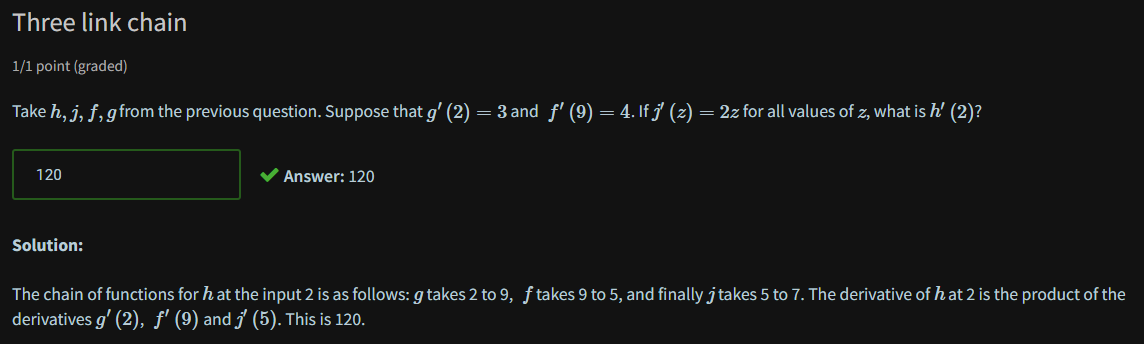 Three link chain
1/1 point (graded)
Take h, j, f, g from the previous question. Suppose that g′ (2) = 3 and f′ (9) = 4. If j′ (z) = 2z for all values of z, what is h′ (2)?
120
✔ Answer: 120
Solution:
The chain of functions for h at the input 2 is as follows: g takes 2 to 9, f takes 9 to 5, and finally j takes 5 to 7. The derivative of h at 2 is the product of the
derivatives g′ (2), f′ (9) and j′ (5). This is 120.